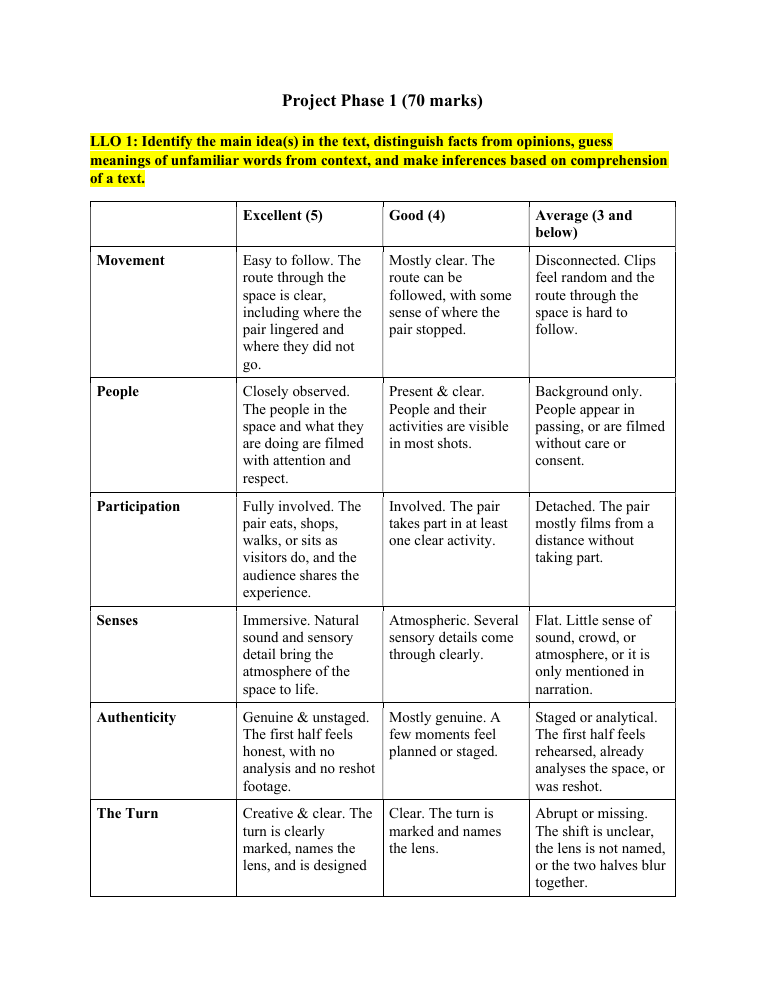 Project Phase 1 (70 marks)
LLO 1: Identify the main idea(s) in the text, distinguish facts from opinions, guess
meanings of unfamiliar words from context, and make inferences based on comprehension
of a text.
Excellent (5)
Good (4)
Average (3 and
below)
Movement
Easy to follow. The
route through the
space is clear,
including where the
pair lingered and
where they did not
go.
Mostly clear. The
route can be
followed, with some
sense of where the
pair stopped.
Disconnected. Clips
feel random and the
route through the
space is hard to
follow.
People
Closely observed.
The people in the
space and what they
are doing are filmed
with attention and
respect.
Present & clear.
People and their
activities are visible
in most shots.
Background only.
People appear in
passing, or are filmed
without care or
consent.
Participation
Fully involved. The
pair eats, shops,
walks, or sits as
visitors do, and the
audience shares the
experience.
Involved. The pair
takes part in at least
one clear activity.
Detached. The pair
mostly films from a
distance without
taking part.
Senses
Immersive. Natural
sound and sensory
detail bring the
atmosphere of the
space to life.
Atmospheric. Several
sensory details come
through clearly.
Flat. Little sense of
sound, crowd, or
atmosphere, or it is
only mentioned in
narration.
Authenticity
Genuine & unstaged.
The first half feels
honest, with no
analysis and no reshot
footage.
Mostly genuine. A
few moments feel
planned or staged.
Staged or analytical.
The first half feels
rehearsed, already
analyses the space, or
was reshot.
The Turn
Creative & clear. The
turn is clearly
marked, names the
lens, and is designed
Clear. The turn is
marked and names
the lens.
Abrupt or missing.
The shift is unclear,
the lens is not named,
or the two halves blur
together.